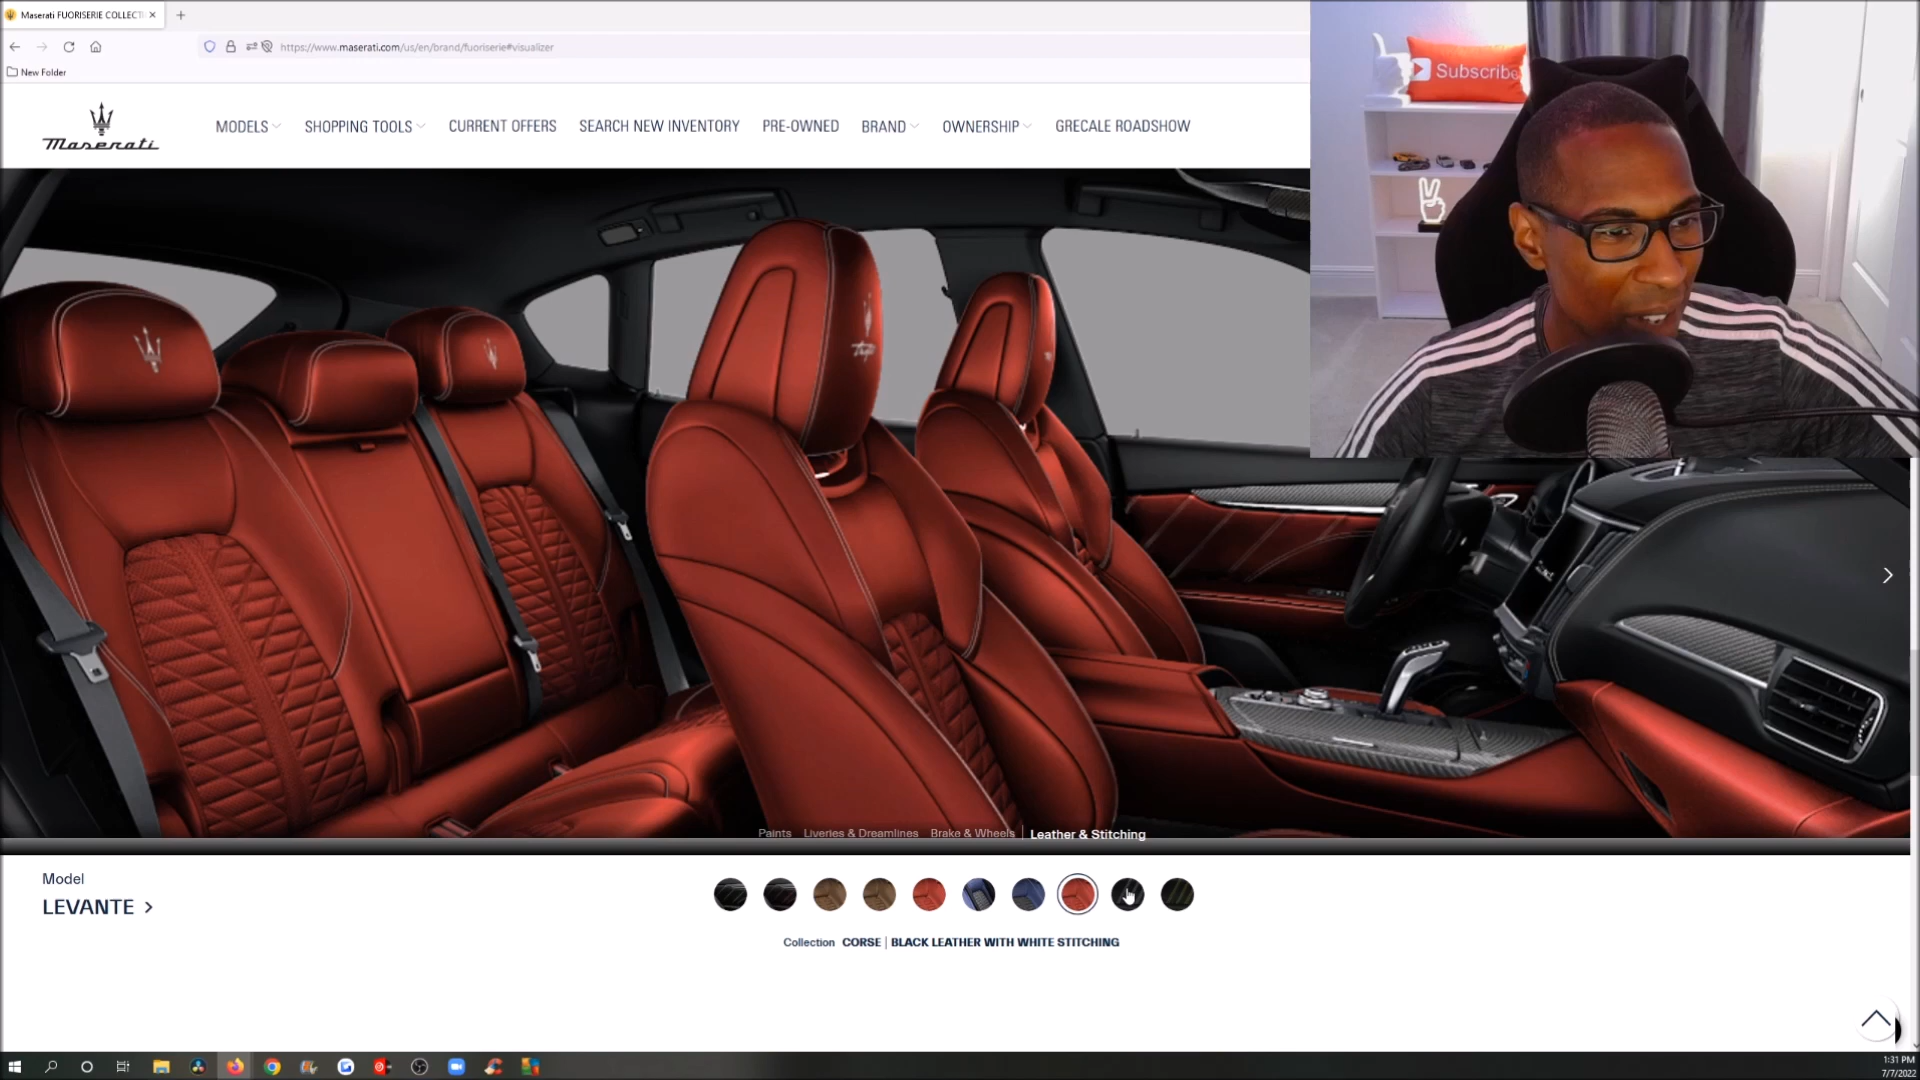 Maserati FUORISERIE COLLECTI
https://www.maserati.com/us/en/brand/fuoriserie#visualizer
New Folder
Subscribe
Maserati
MODELS
SHOPPING TOOLS
CURRENT OFFERS
SEARCH NEW INVENTORY
PRE-OWNED
BRAND
OWNERSHIP
GRECALE ROADSHOW
Paints
Liveries & Dreamlines
Brake & Wheels
Leather & Stitching
Model
LEVANTE
Collection CORSE | BLACK LEATHER WITH WHITE STITCHING
1:31 PM
7/7/2022